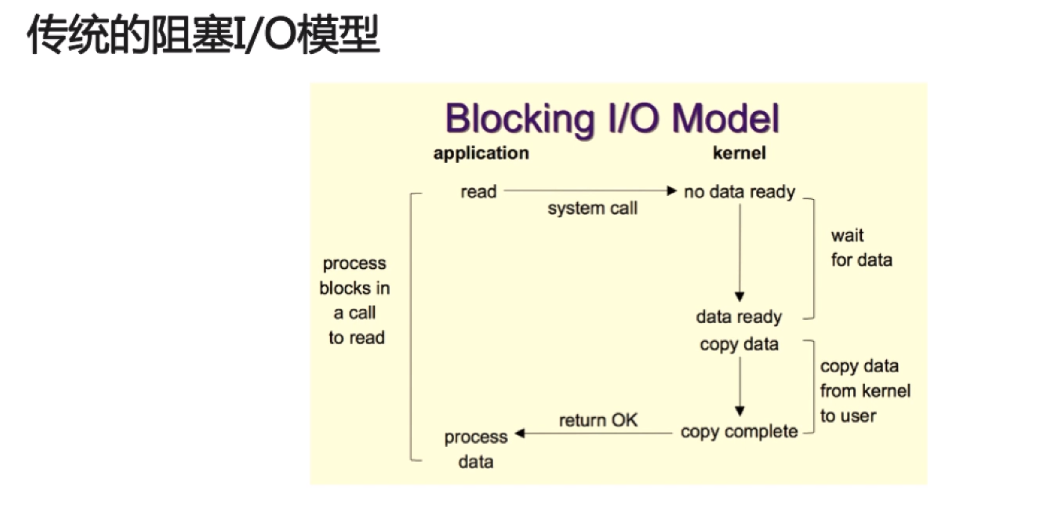 传统的阻塞I/O模型
Blocking I/O Model
application
kernel
read
no data ready
system call
wait
for data
process
blocks in
a call
to read
data ready
copy data
copy data
from kernel
to user
return OK
copy complete
process
data